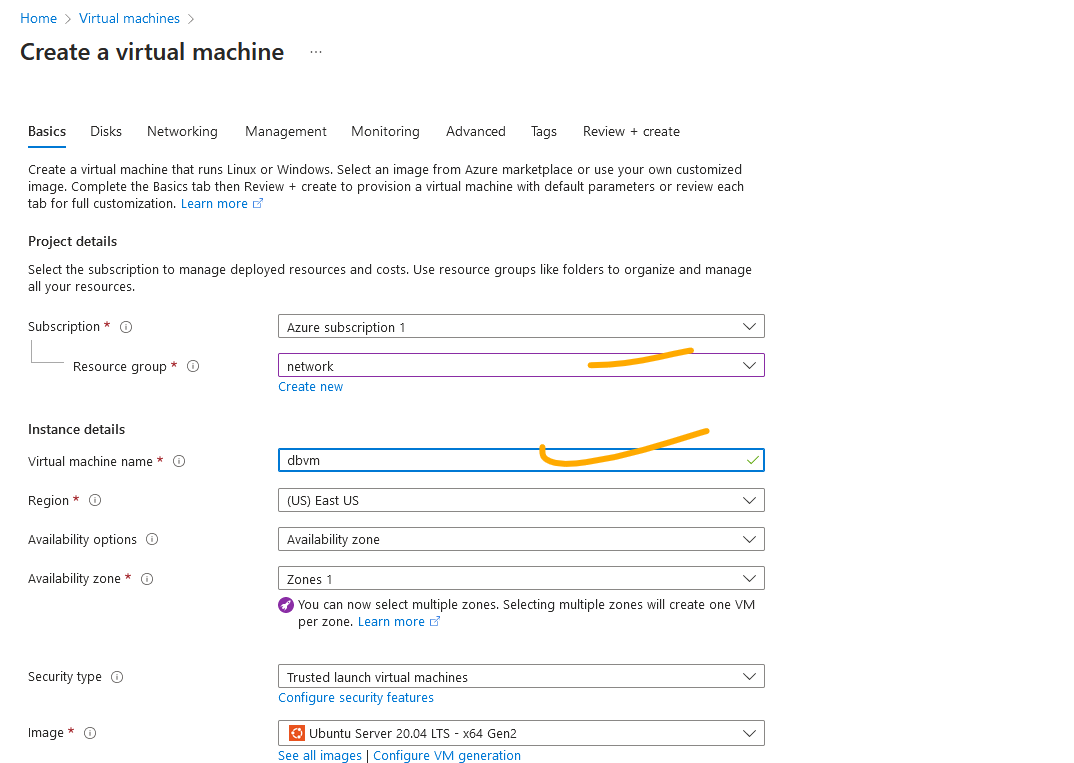 Home > Virtual machines >
Create a virtual machine ...
Basics Disks Networking Management Monitoring Advanced Tags Review + create
Create a virtual machine that runs Linux or Windows. Select an image from Azure marketplace or use your own customized
image. Complete the Basics tab then Review + create to provision a virtual machine with default parameters or review each
tab for full customization. Learn more
Project details
Select the subscription to manage deployed resources and costs. Use resource groups like folders to organize and manage
all your resources.
Subscription * Azure subscription 1
Resource group * network
Create new
Instance details
Virtual machine name * dbvm
Region * (US) East US
Availability options Availability zone
Availability zone * Zones 1
You can now select multiple zones. Selecting multiple zones will create one VM
per zone. Learn more
Security type Trusted launch virtual machines
Configure security features
Image * Ubuntu Server 20.04 LTS - x64 Gen2
See all images | Configure VM generation